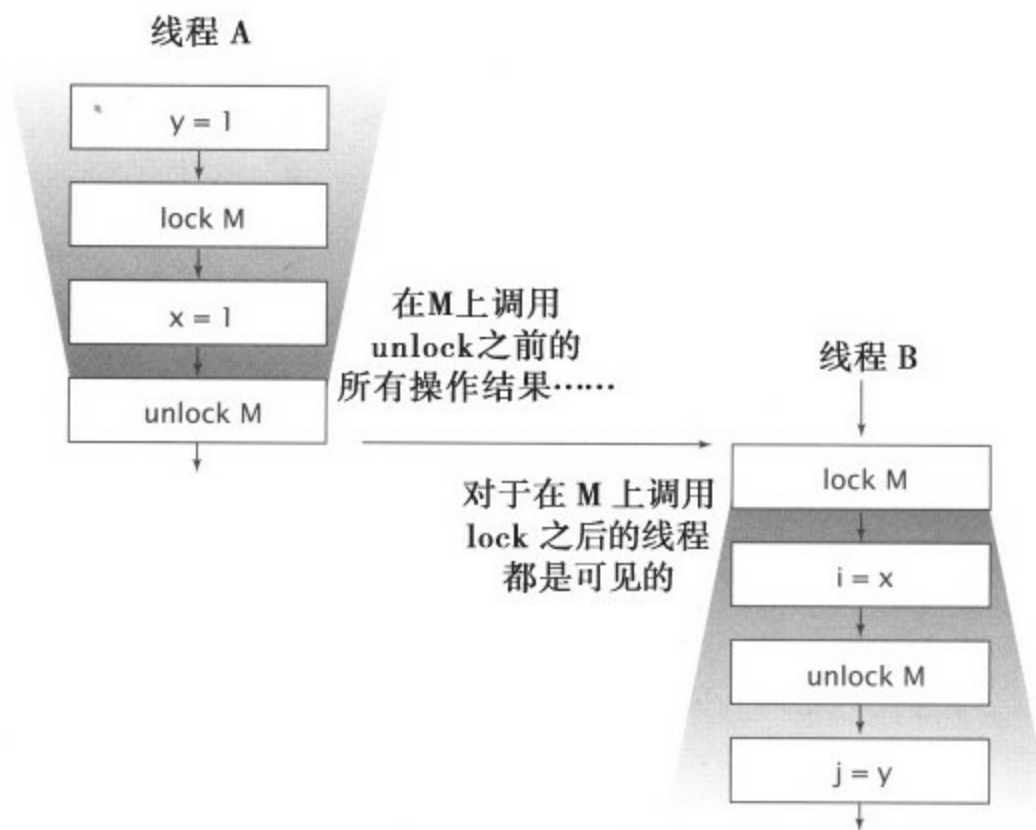 线程 A
y = 1
lock M
x = 1
unlock M
在M上调用
unlock之前的
所有操作结果……
线程 B
对于在 M 上调用
lock 之后的线程
都是可见的
lock M
i = x
unlock M
j = y